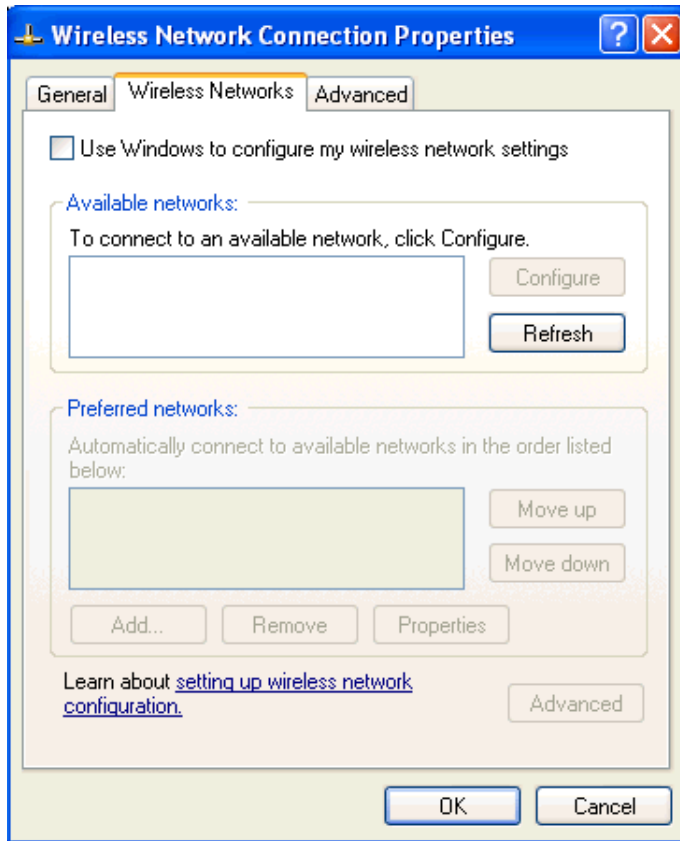 Wireless Network Connection Properties
General
Wireless Networks
Advanced
Use Windows to configure my wireless network settings
Available networks:
To connect to an available network, click Configure.
Configure
Refresh
Preferred networks:
Automatically connect to available networks in the order listed
below:
Move up
Move down
Add...
Remove
Properties
Learn about setting up wireless network
configuration.
Advanced
OK
Cancel